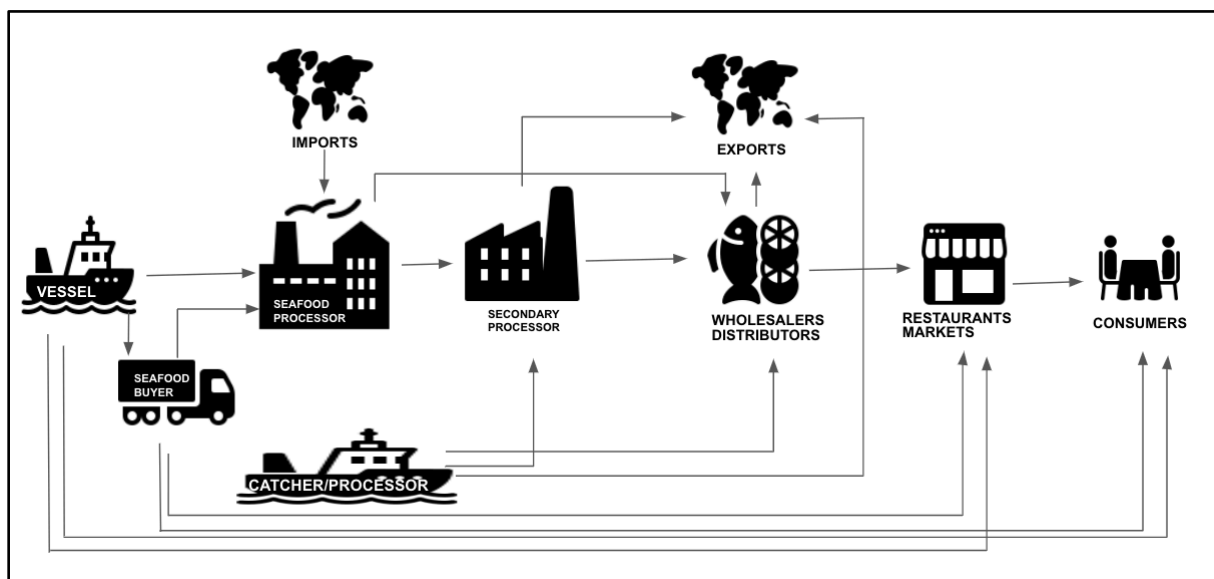 IMPORTS
EXPORTS
VESSEL
SEAFOOD
PROCESSOR
SECONDARY
PROCESSOR
WHOLESALERS
DISTRIBUTORS
RESTAURANTS
MARKETS
CONSUMERS
SEAFOOD
BUYER
CATCHER/PROCESSOR